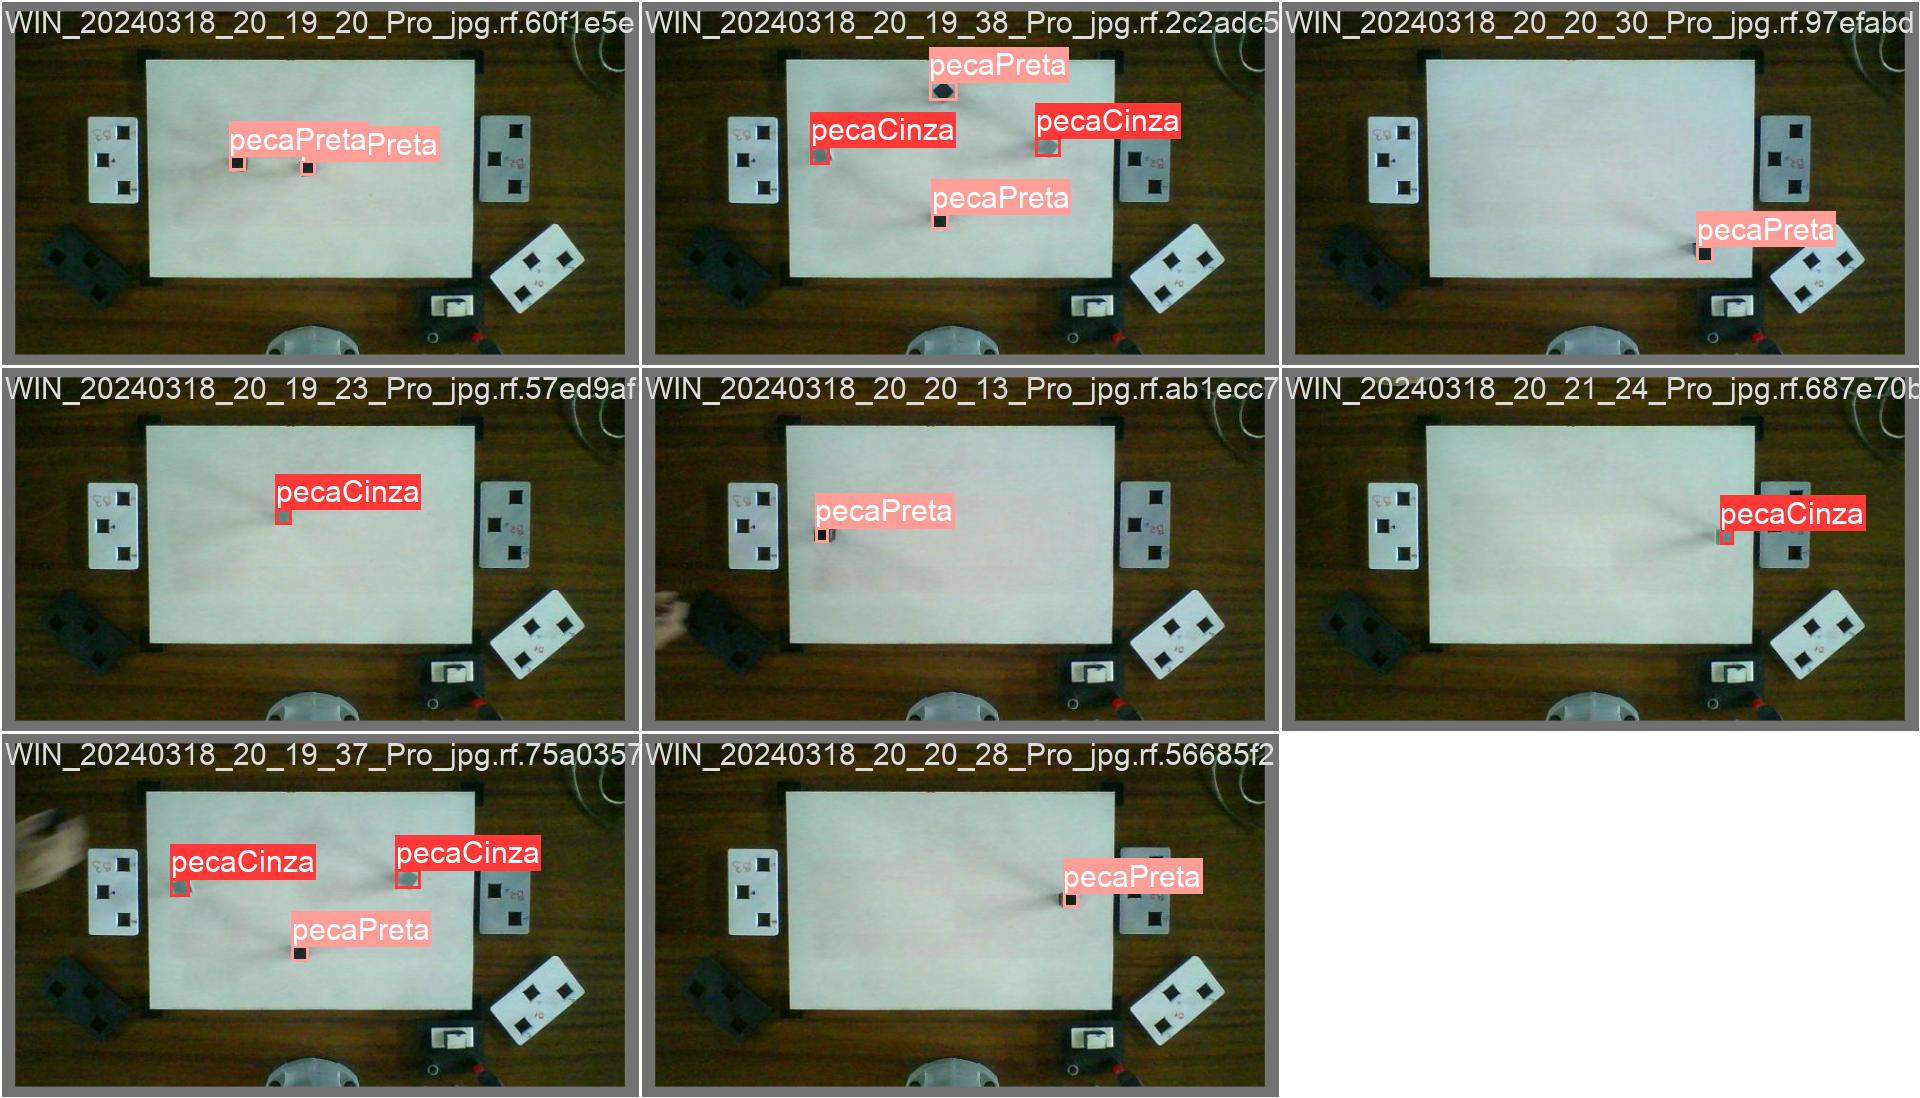 WIN_20240318_20_19_20_Pro_jpg.rf.60f1e5e
pecaPreta
Preta
WIN_20240318_20_19_38_Pro_jpg.rf.2c2adc5
pecaPreta
pecaCinza
pecaCinza
pecaPreta
WIN_20240318_20_20_30_Pro_jpg.rf.97efabd
pecaPreta
WIN_20240318_20_19_23_Pro_jpg.rf.57ed9af
pecaCinza
WIN_20240318_20_20_13_Pro_jpg.rf.ab1ecc7
pecaPreta
WIN_20240318_20_21_24_Pro_jpg.rf.687e70b
pecaCinza
WIN_20240318_20_19_37_Pro_jpg.rf.75a0357
pecaCinza
pecaCinza
pecaPreta
WIN_20240318_20_20_28_Pro_jpg.rf.56685f2
pecaPreta